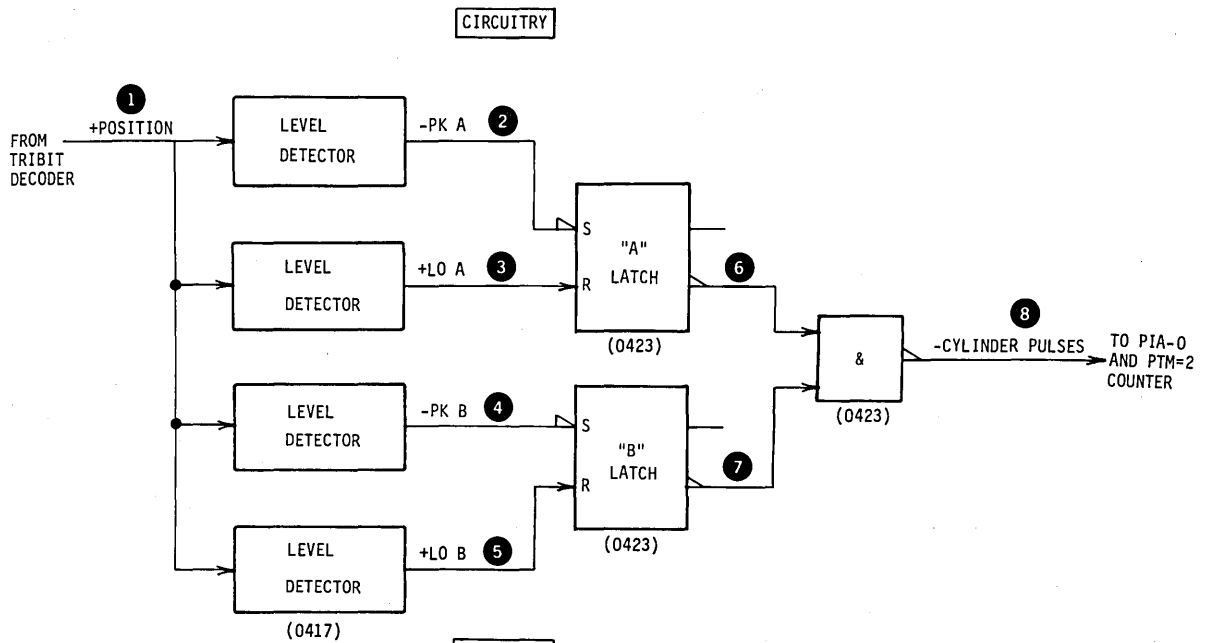 CIRCUITRY
1
+POSITION
FROM
TRIBIT
DECODER
LEVEL
DETECTOR
-PK A 2
LEVEL
DETECTOR
+LO A 3
S
"A"
LATCH
R
(0423)
6
LEVEL
DETECTOR
-PK B 4
S
"B"
LATCH
R
(0423)
7
LEVEL
DETECTOR
(0417)
+LO B 5
&
(0423)
8
-CYLINDER PULSES
TO PIA-0
AND PTM=2
COUNTER